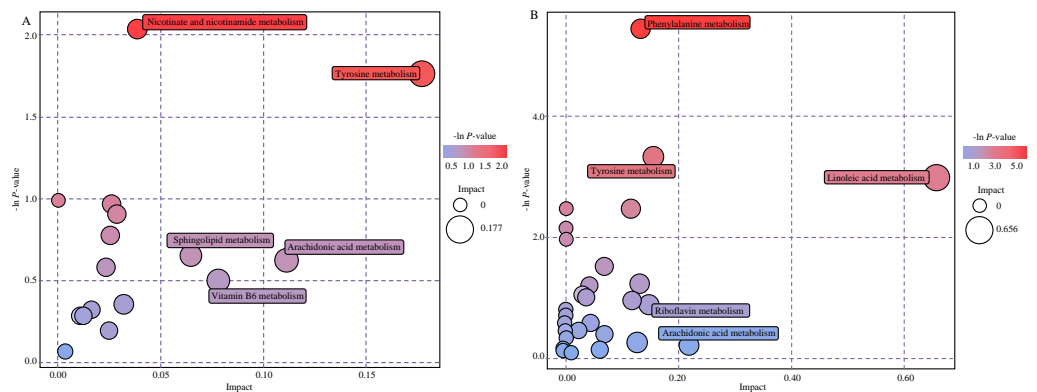 A
2.0
1.5
1.0
0.5
0.0
0.00
0.05
0.10
0.15
Impact
- ln P-value
Nicotinate and nicotinamide metabolism
Tyrosine metabolism
Sphingolipid metabolism
Arachidonic acid metabolism
Vitamin B6 metabolism
-ln P-value
0.5 1.0 1.5 2.0
Impact
0
0.177
B
4.0
2.0
0.0
0.00
0.20
0.40
0.60
Impact
- ln P-value
Phenylalanine metabolism
Tyrosine metabolism
Linoleic acid metabolism
Riboflavin metabolism
Arachidonic acid metabolism
-ln P-value
1.0 3.0 5.0
Impact
0
0.656